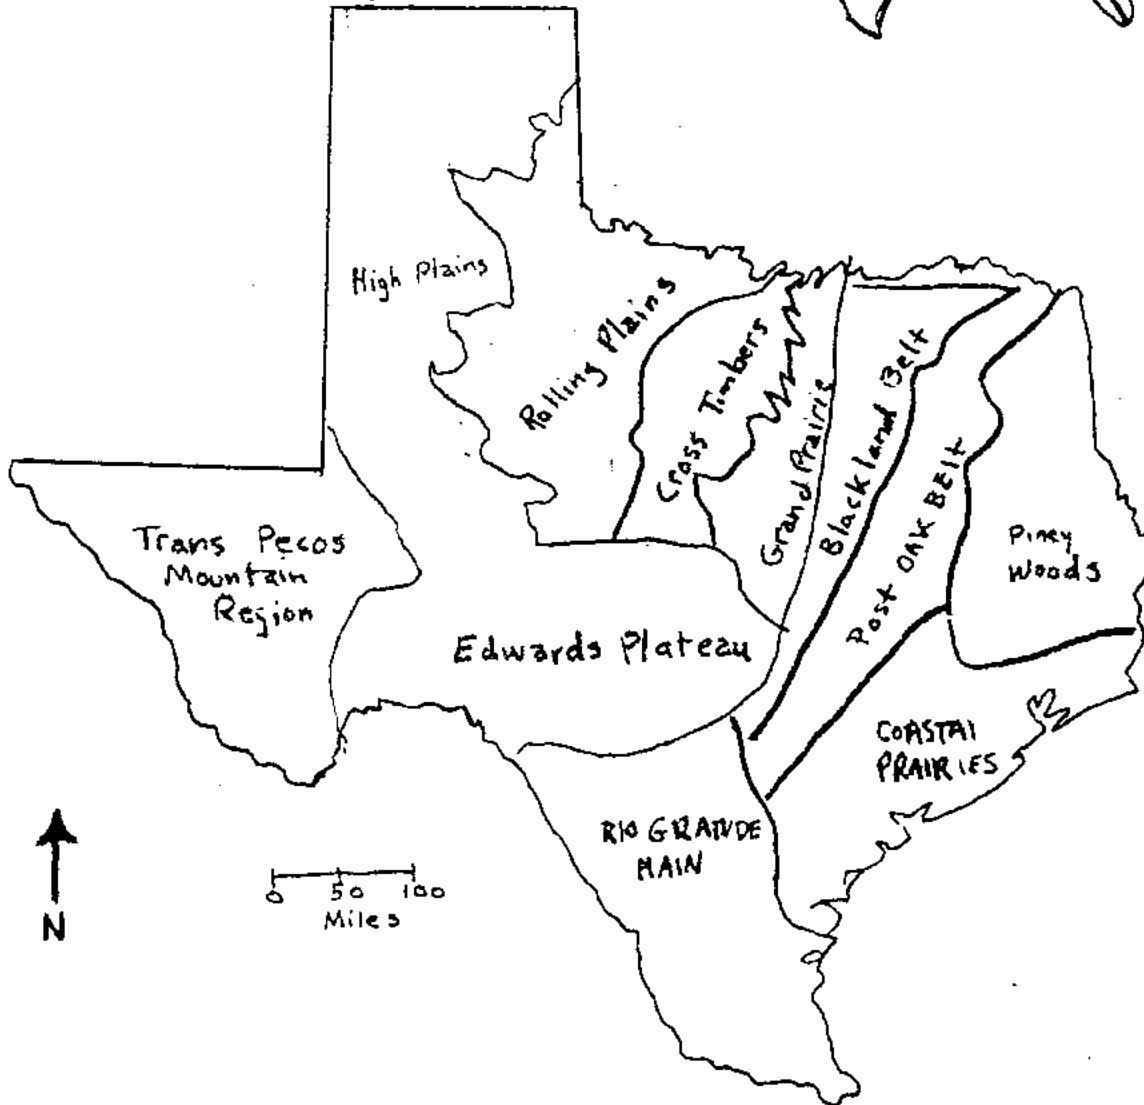 High Plains
Rolling Plains
Cross Timbers
Grand Prairie
Blackland Belt
Post OAK BELT
Piney
Woods
Trans Pecos
Mountain
Region
Edwards Plateau
COASTAl
PRAIRIES
RIO GRANDE
MAIN
N
0 50 100
Miles